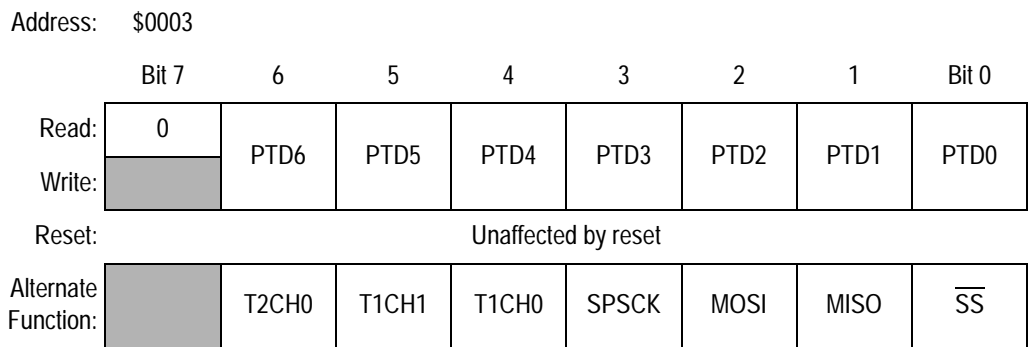 Address: $0003
Bit 7 6 5 4 3 2 1 Bit 0
Read: 0
PTD6 PTD5 PTD4 PTD3 PTD2 PTD1 PTD0
Write:
Reset: Unaffected by reset
Alternate
Function: T2CH0 T1CH1 T1CH0 SPSCK MOSI MISO S̅S̅